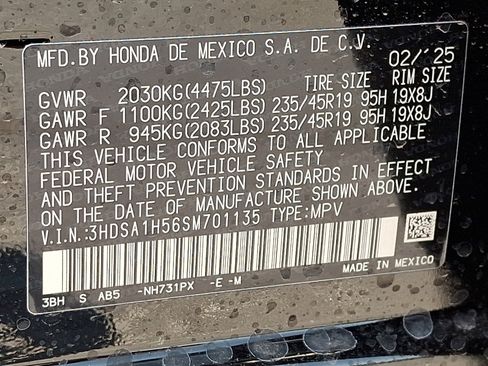 MFD. BY HONDA DE MEXICO S.A. DE C.V.
02/'25
TIRE SIZE RIM SIZE
GVWR 2030KG(4475LBS)
GAWR F 1100KG(2425LBS) 235/45R19 95H 19X8J
GAWR R 945KG(2083LBS) 235/45R19 95H 19X8J
THIS VEHICLE CONFORMS TO ALL APPLICABLE
FEDERAL MOTOR VEHICLE SAFETY
AND THEFT PREVENTION STANDARDS IN EFFECT
ON THE DATE OF MANUFACTURE SHOWN ABOVE.
V.I.N.:3HDSA1H56SM701135 TYPE:MPV
MADE IN MEXICO
3BH S AB5 -NH731PX -E -M